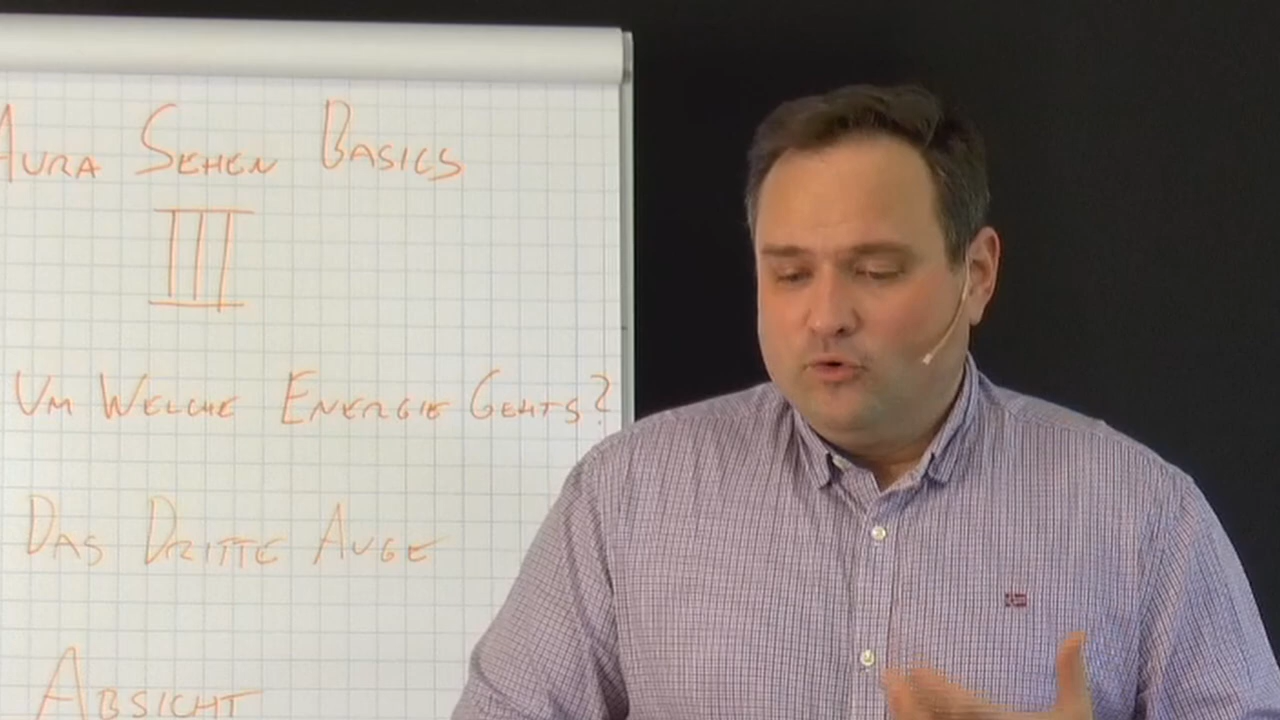 AURA SEHEN BASICS
III
UM WELCHE ENERGIE GEHTS?
DAS DRITTE AUGE
ABSICHT